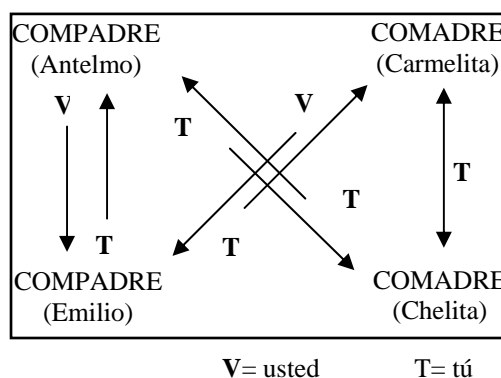 COMPADRE COMADRE
(Antelmo) (Carmelita)
V V
T T
T
T T
T
COMPADRE COMADRE
(Emilio) (Chelita)
V= usted T= tú